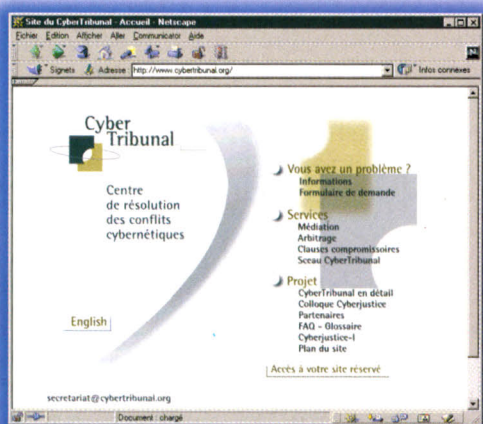 Site du CyberTribunal - Accueil - Netscape
Fichier Edition Afficher Aller Communicator Aide
Signets Adresse http://www.cybertribunal.org/ Infos connexes
Cyber
Tribunal
Centre
de résolution
des conflits
cybernétiques
English
secretariat@cybertribunal.org
Vous avez un problème ?
Informations
Formulaire de demande
Services
Médiation
Arbitrage
Clauses compromissoires
Sceau CyberTribunal
Projet
CyberTribunal en détail
Colloque Cyberjustice
Partenaires
FAQ - Glossaire
Cyberjustice-l
Plan du site
Accès à votre site réservé
Document : chargé